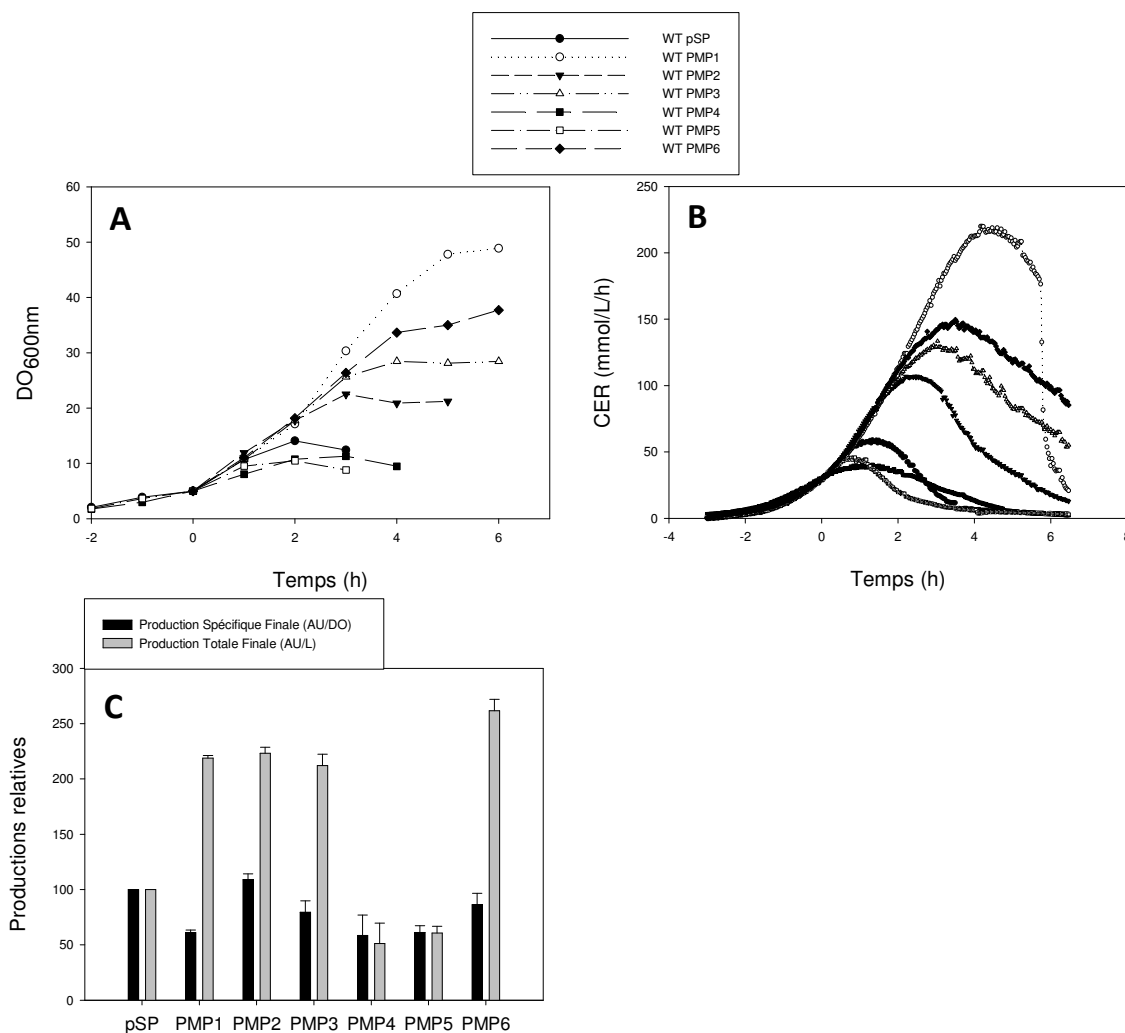 WT pSP
WT PMP1
WT PMP2
WT PMP3
WT PMP4
WT PMP5
WT PMP6
A
DO600nm
60
50
40
30
20
10
0
-2 0 2 4 6
Temps (h)
B
CER (mmol/L/h)
250
200
150
100
50
0
-4 -2 0 2 4 6 8
Temps (h)
Production Spécifique Finale (AU/DO)
Production Totale Finale (AU/L)
C
Productions relatives
300
250
200
150
100
50
0
pSP PMP1 PMP2 PMP3 PMP4 PMP5 PMP6